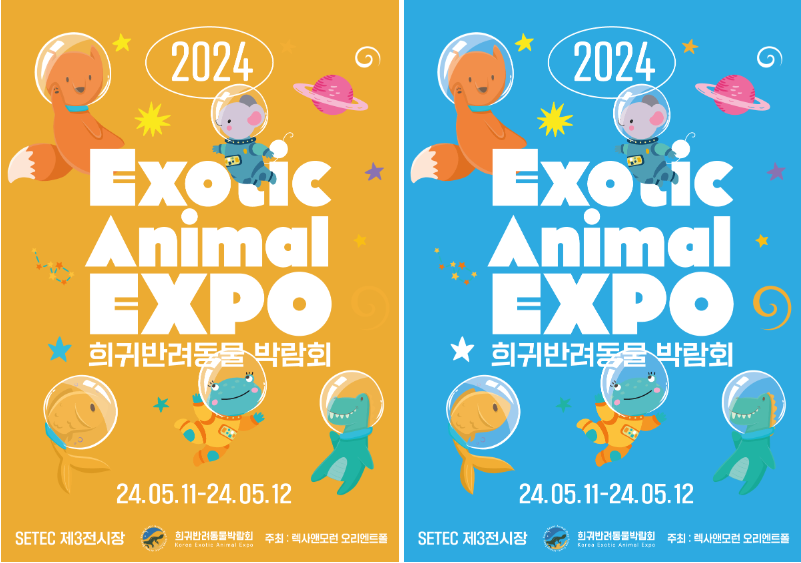 2024
Exotic
Animal
EXPO
희귀반려동물 박람회
24.05.11-24.05.12
SETEC 제3전시장
희귀반려동물박람회
Korea Exotic Animal Expo
주최 : 렉사앤모런 오리엔트폴
2024
Exotic
Animal
EXPO
희귀반려동물 박람회
24.05.11-24.05.12
SETEC 제3전시장
희귀반려동물박람회
Korea Exotic Animal Expo
주최 : 렉사앤모런 오리엔트폴